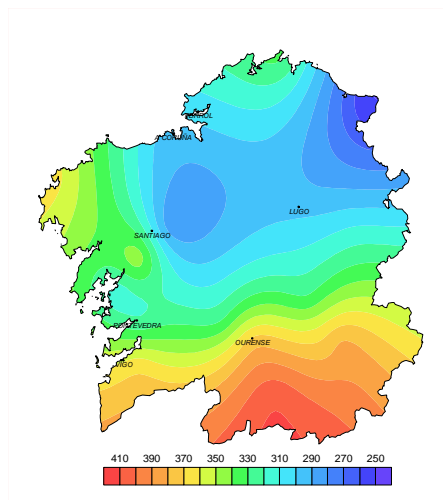 FERROL
A CORUÑA
LUGO
SANTIAGO
PONTEVEDRA
OURENSE
VIGO
410 390 370 350 330 310 290 270 250